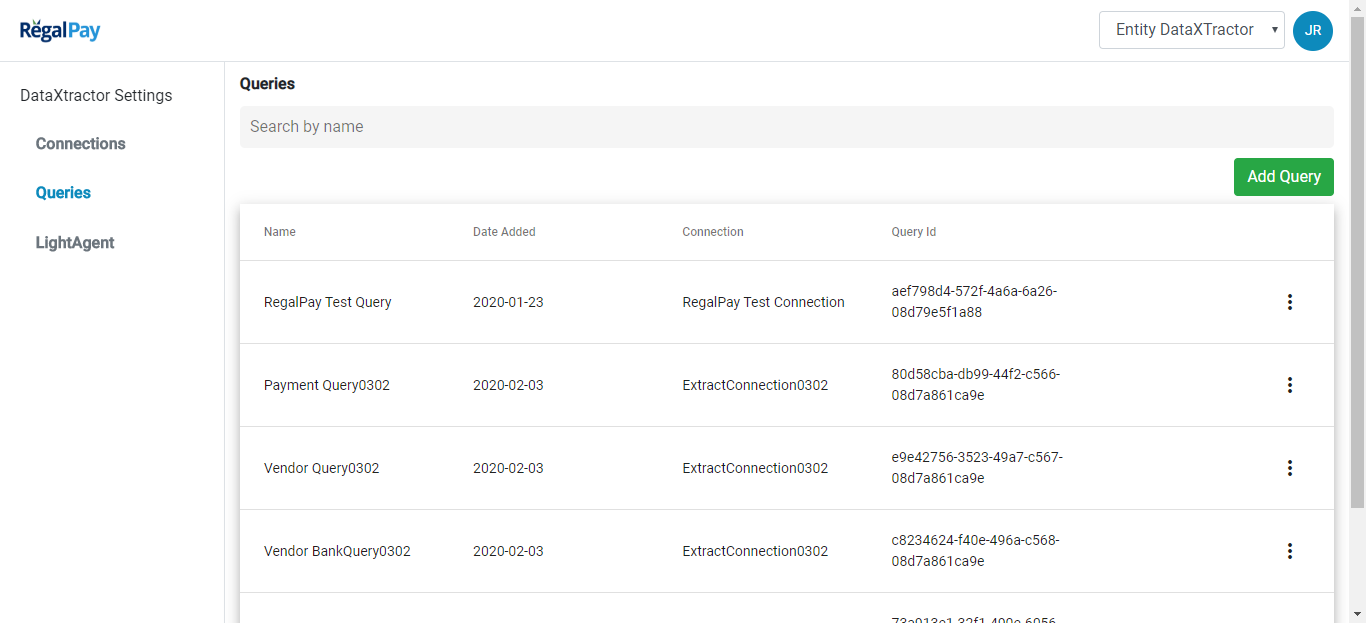 RegalPay
Entity DataXTractor
JR
DataXtractor Settings
Connections
Queries
LightAgent
Queries
Search by name
Add Query
Name Date Added Connection Query Id
RegalPay Test Query 2020-01-23 RegalPay Test Connection aef798d4-572f-4a6a-6a26-
08d79e5f1a88
Payment Query0302 2020-02-03 ExtractConnection0302 80d58cba-db99-44f2-c566-
08d7a861ca9e
Vendor Query0302 2020-02-03 ExtractConnection0302 e9e42756-3523-49a7-c567-
08d7a861ca9e
Vendor BankQuery0302 2020-02-03 ExtractConnection0302 c8234624-f40e-496a-c568-
08d7a861ca9e